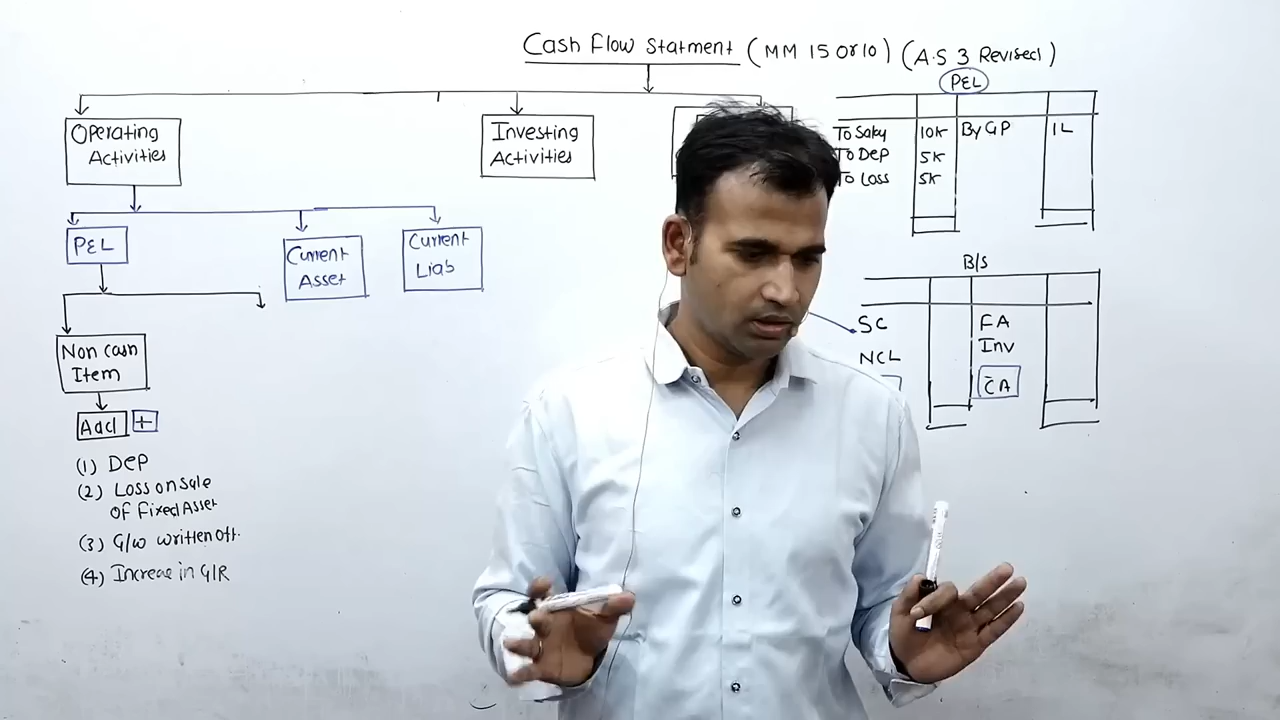 Cash Flow Statment (MM 15 or 10) (A.S 3 Revised)
Operating
Activities
Investing
Activities
P&L
Current
Asset
Current
Liab
Non cash
Item
Add +
(1) Dep
(2) Loss on Sale
of Fixed Asset
(3) G/w written off.
(4) Increase in G/R
P&L
To Salay 10K By GP 1L
To Dep 5K
To Loss 5K
B/S
SC FA
Inv
NCL
CA